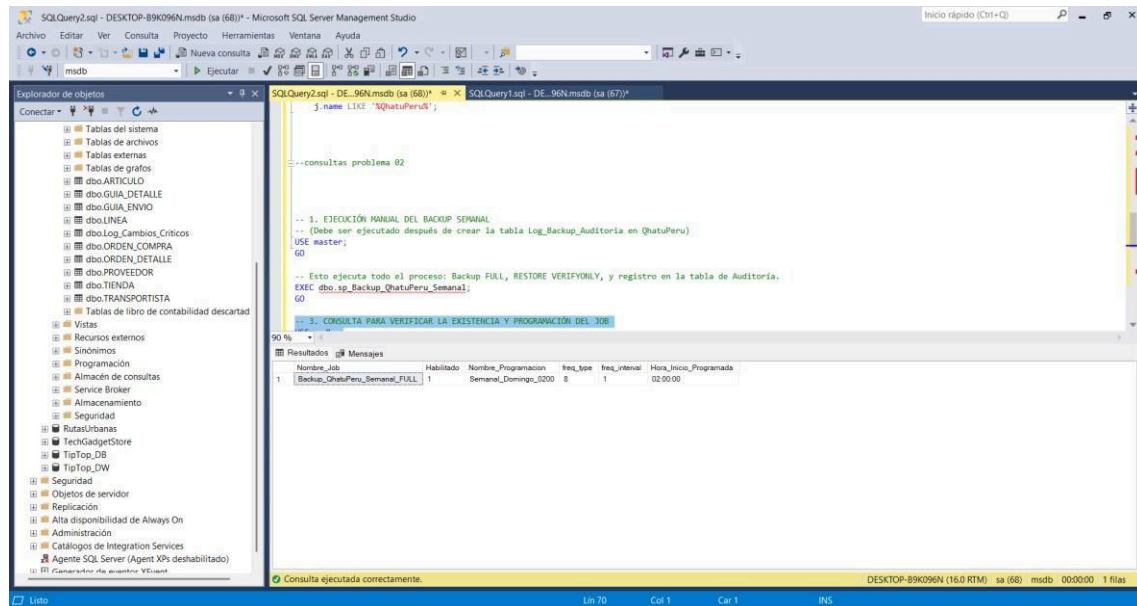 SQLQuery2.sql - DESKTOP-B9K096N.msdb (sa (68))* - Microsoft SQL Server Management Studio
Inicio rápido (Ctrl+Q)
Archivo Editar Ver Consulta Proyecto Herramientas Ventana Ayuda
Nueva consulta
msdb
Ejecutar
Explorador de objetos
SQLQuery2.sql - DE...96N.msdb (sa (68))*
SQLQuery1.sql - DE...96N.msdb (sa (67))*
Conectar
Tablas del sistema
Tablas de archivos
Tablas externas
Tablas de grafos
dbo.ARTICULO
dbo.GUIA_DETALLE
dbo.GUIA_ENVIO
dbo.LINEA
dbo.Log_Cambios_Criticos
dbo.ORDEN_COMPRA
dbo.ORDEN_DETALLE
dbo.PROVEEDOR
dbo.TIENDA
dbo.TRANSPORTISTA
Tablas de libro de contabilidad descartad
Vistas
Recursos externos
Sinónimos
Programación
Almacén de consultas
Service Broker
Almacenamiento
Seguridad
RutasUrbanas
TechGadgetStore
TipTop_DB
TipTop_DW
Seguridad
Objetos de servidor
Replicación
Alta disponibilidad de Always On
Administración
Catálogos de Integration Services
Agente SQL Server (Agent XPs deshabilitado)
Generador de eventos XEvent
j.name LIKE '%QhatuPeru%';
--consultas problema 02
-- 1. EJECUCIÓN MANUAL DEL BACKUP SEMANAL
-- (Debe ser ejecutado después de crear la tabla Log_Backup_Auditoria en QhatuPeru)
USE master;
GO
-- Esto ejecuta todo el proceso: Backup FULL, RESTORE VERIFYONLY, y registro en la tabla de Auditoría.
EXEC dbo.sp_Backup_QhatuPeru_Semanal;
GO
-- 3. CONSULTA PARA VERIFICAR LA EXISTENCIA Y PROGRAMACIÓN DEL JOB
90 %
Resultados Mensajes
Nombre_Job Habilitado Nombre_Programacion freq_type freq_interval Hora_Inicio_Programada
1 Backup_QhatuPeru_Semanal_FULL 1 Semanal_Domingo_0200 8 1 02:00:00
Consulta ejecutada correctamente.
DESKTOP-B9K096N (16.0 RTM) sa (68) msdb 00:00:00 1 filas
Listo
Lín 70 Col 1 Car 1 INS